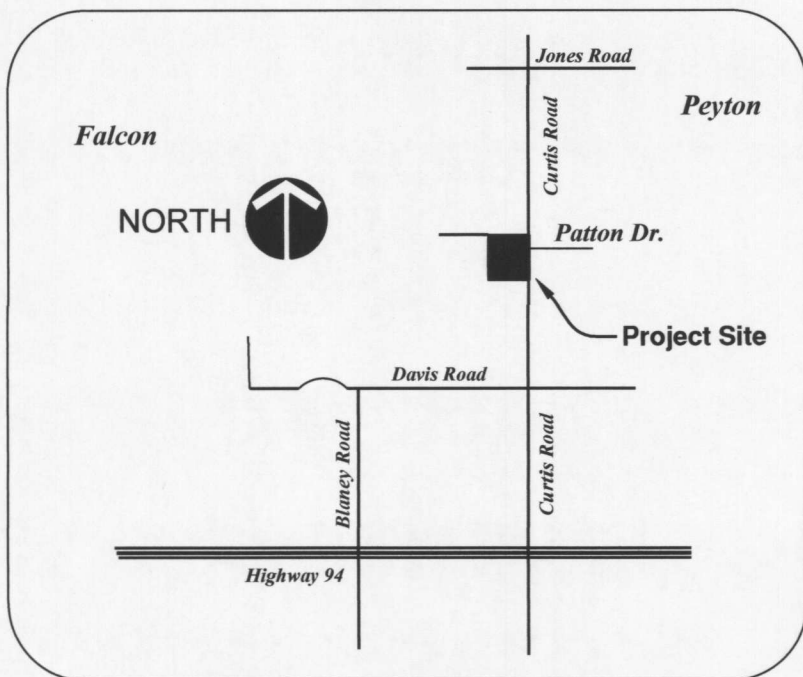 Jones Road
Peyton
Falcon
Curtis Road
NORTH
Patton Dr.
Project Site
Davis Road
Blaney Road
Curtis Road
Highway 94